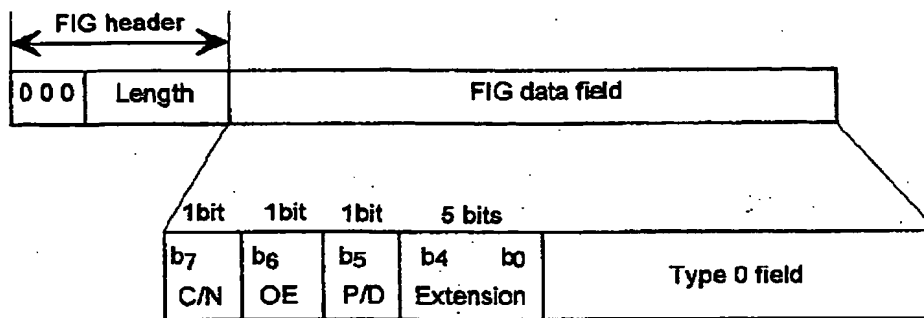 FIG header
0 0 0 Length FIG data field
1bit 1bit 1bit 5 bits
b7 b6 b5 b4 b0
C/N OE P/D Extension Type 0 field